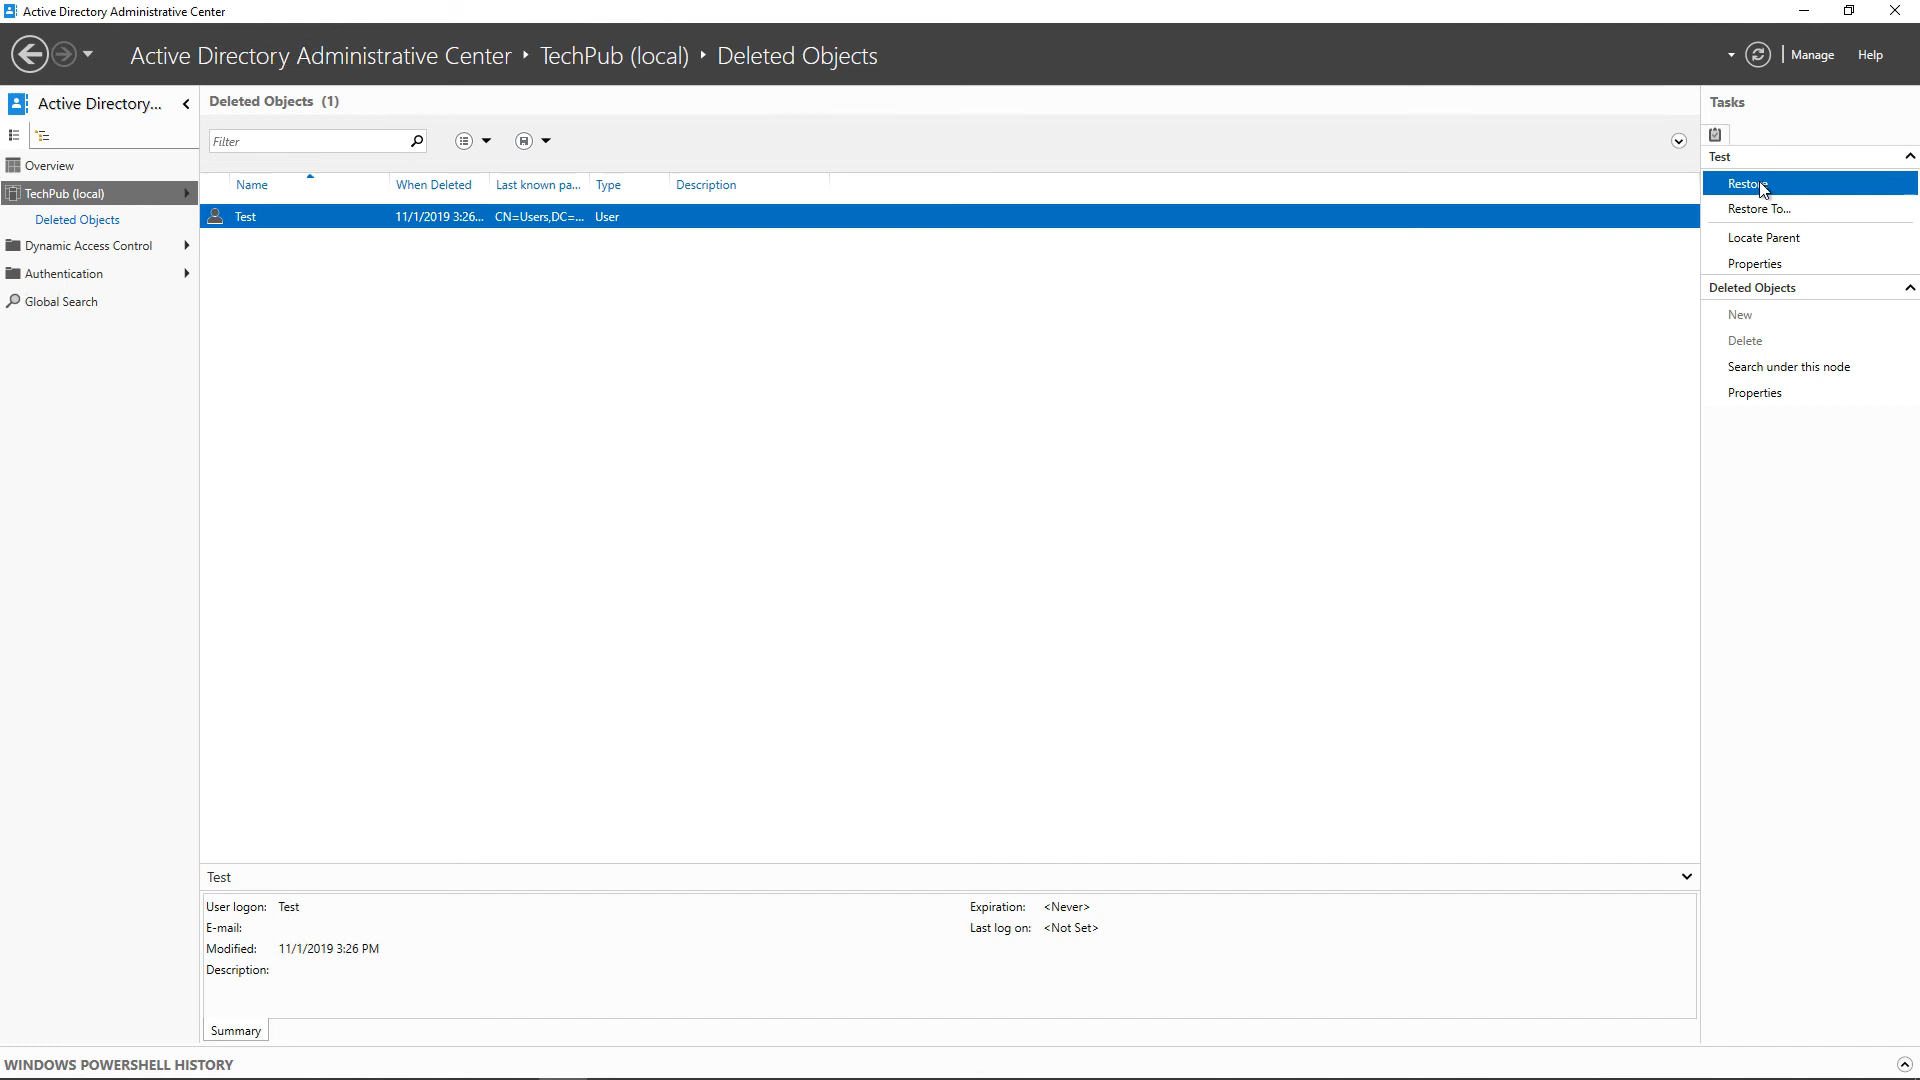 Active Directory Administrative Center
Active Directory Administrative Center • TechPub (local) • Deleted Objects
Manage
Help
Active Directory...
Overview
TechPub (local)
Deleted Objects
Dynamic Access Control
Authentication
Global Search
Deleted Objects (1)
Filter
Name When Deleted Last known pa... Type Description
Test 11/1/2019 3:26... CN=Users,DC=... User
Test
User logon: Test
E-mail:
Modified: 11/1/2019 3:26 PM
Description:
Expiration: <Never>
Last log on: <Not Set>
Summary
Tasks
Test
Restore
Restore To...
Locate Parent
Properties
Deleted Objects
New
Delete
Search under this node
Properties
WINDOWS POWERSHELL HISTORY